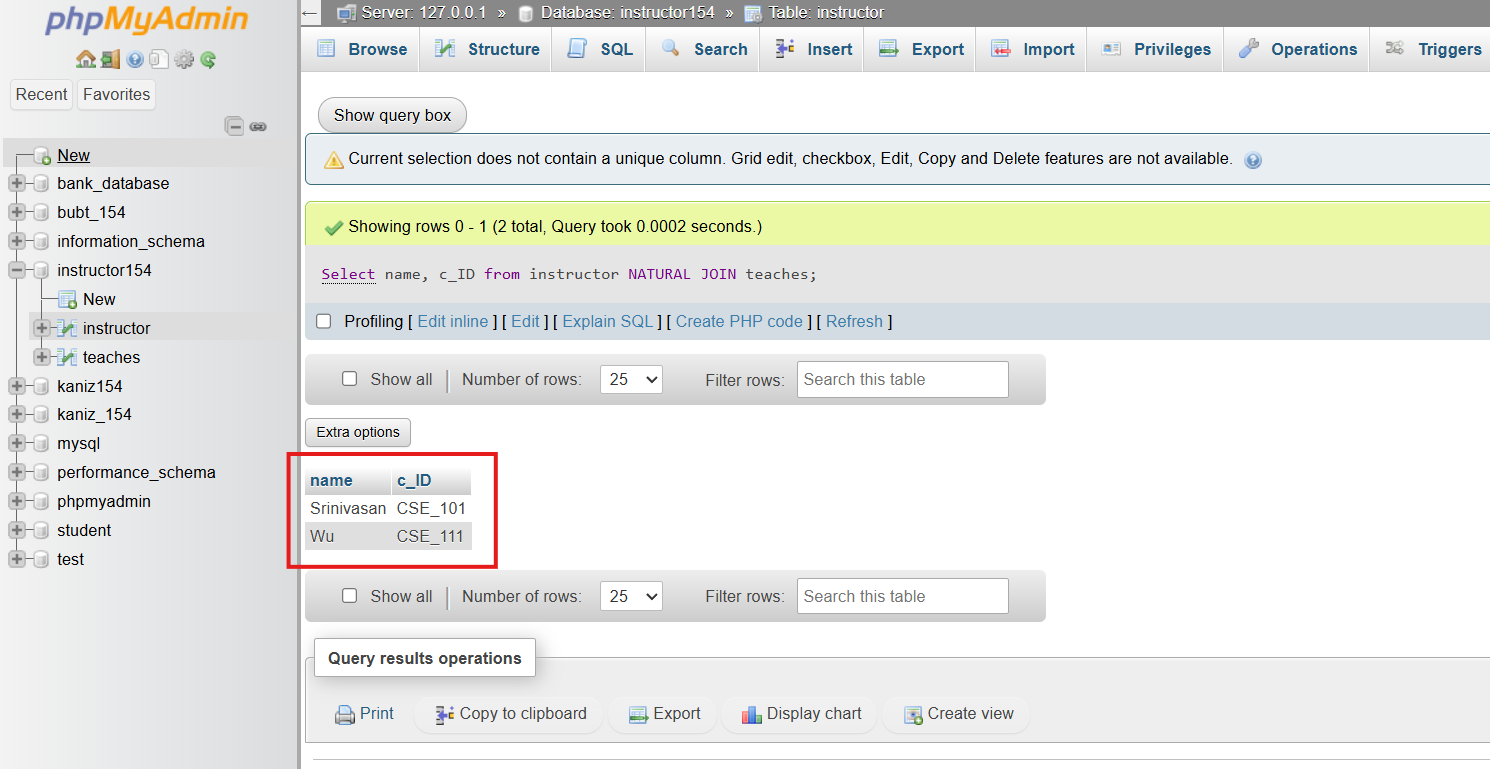 phpMyAdmin
Recent Favorites
New
bank_database
bubt_154
information_schema
instructor154
New
instructor
teaches
kaniz154
kaniz_154
mysql
performance_schema
phpmyadmin
student
test
Server: 127.0.0.1 » Database: instructor154 » Table: instructor
Browse Structure SQL Search Insert Export Import Privileges Operations Triggers
Show query box
Current selection does not contain a unique column. Grid edit, checkbox, Edit, Copy and Delete features are not available.
Showing rows 0 - 1 (2 total, Query took 0.0002 seconds.)
Select name, c_ID from instructor NATURAL JOIN teaches;
Profiling [ Edit inline ] [ Edit ] [ Explain SQL ] [ Create PHP code ] [ Refresh ]
Show all Number of rows: 25 Filter rows: Search this table
Extra options
name c_ID
Srinivasan CSE_101
Wu CSE_111
Show all Number of rows: 25 Filter rows: Search this table
Query results operations
Print Copy to clipboard Export Display chart Create view